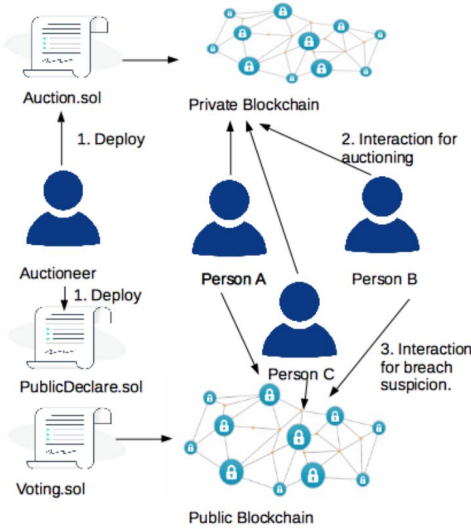 Auction.sol
Private Blockchain
1. Deploy
2. Interaction for
auctioning
Auctioneer
Person A
Person B
1. Deploy
Person C
3. Interaction
for breach
suspicion.
PublicDeclare.sol
Voting.sol
Public Blockchain